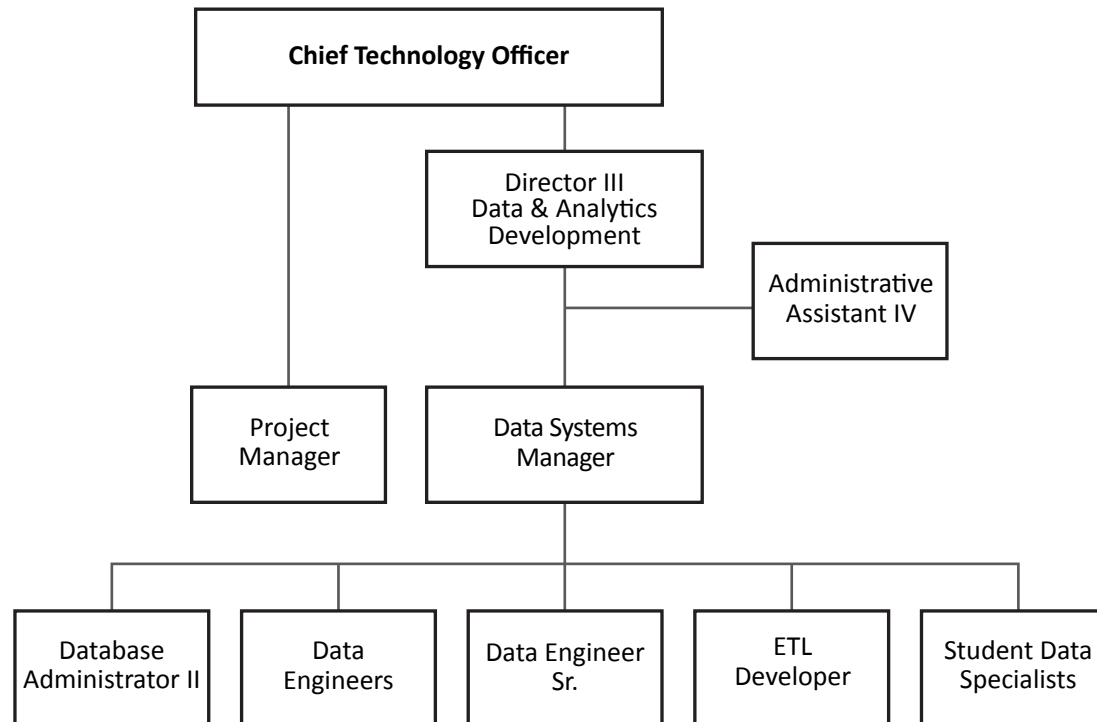 Chief Technology Officer
Director III
Data & Analytics
Development
Administrative
Assistant IV
Project
Manager
Data Systems
Manager
Database
Administrator II
Data
Engineers
Data Engineer
Sr.
ETL
Developer
Student Data
Specialists